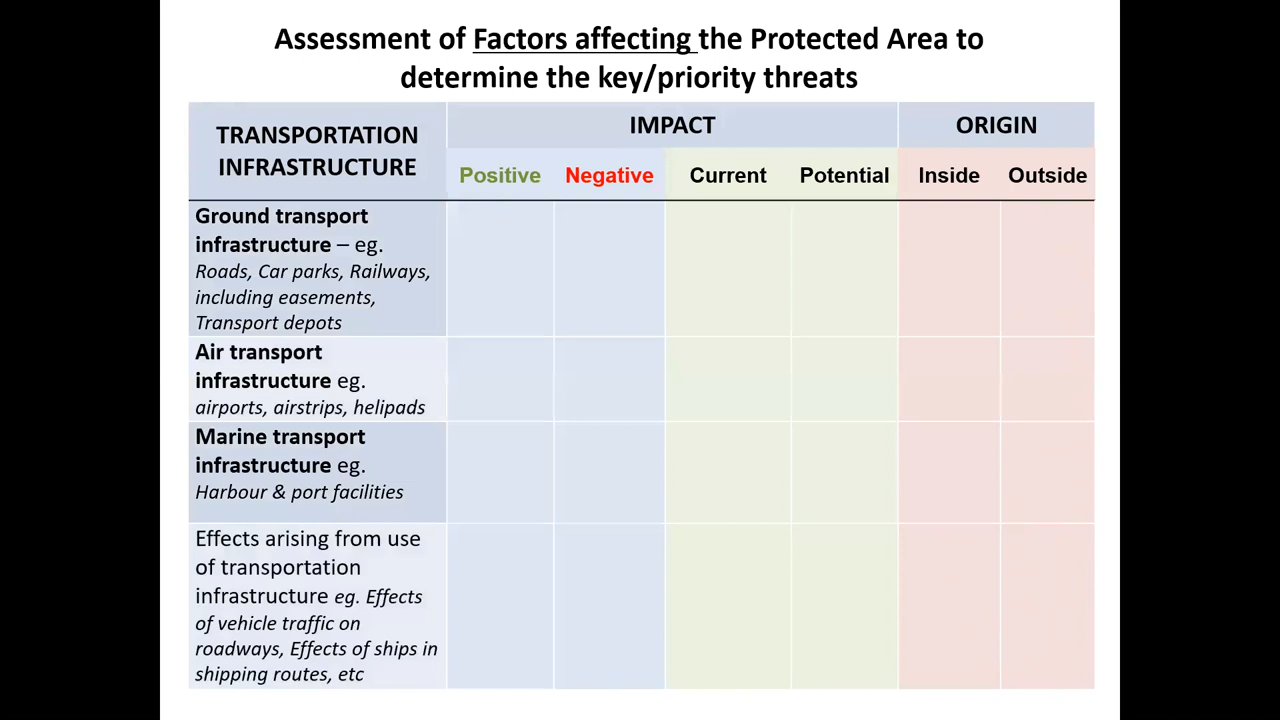 Assessment of Factors affecting the Protected Area to
determine the key/priority threats
TRANSPORTATION
INFRASTRUCTURE
IMPACT
ORIGIN
Positive
Negative
Current
Potential
Inside
Outside
Ground transport
infrastructure – eg.
Roads, Car parks, Railways,
including easements,
Transport depots
Air transport
infrastructure eg.
airports, airstrips, helipads
Marine transport
infrastructure eg.
Harbour & port facilities
Effects arising from use
of transportation
infrastructure eg. Effects
of vehicle traffic on
roadways, Effects of ships in
shipping routes, etc